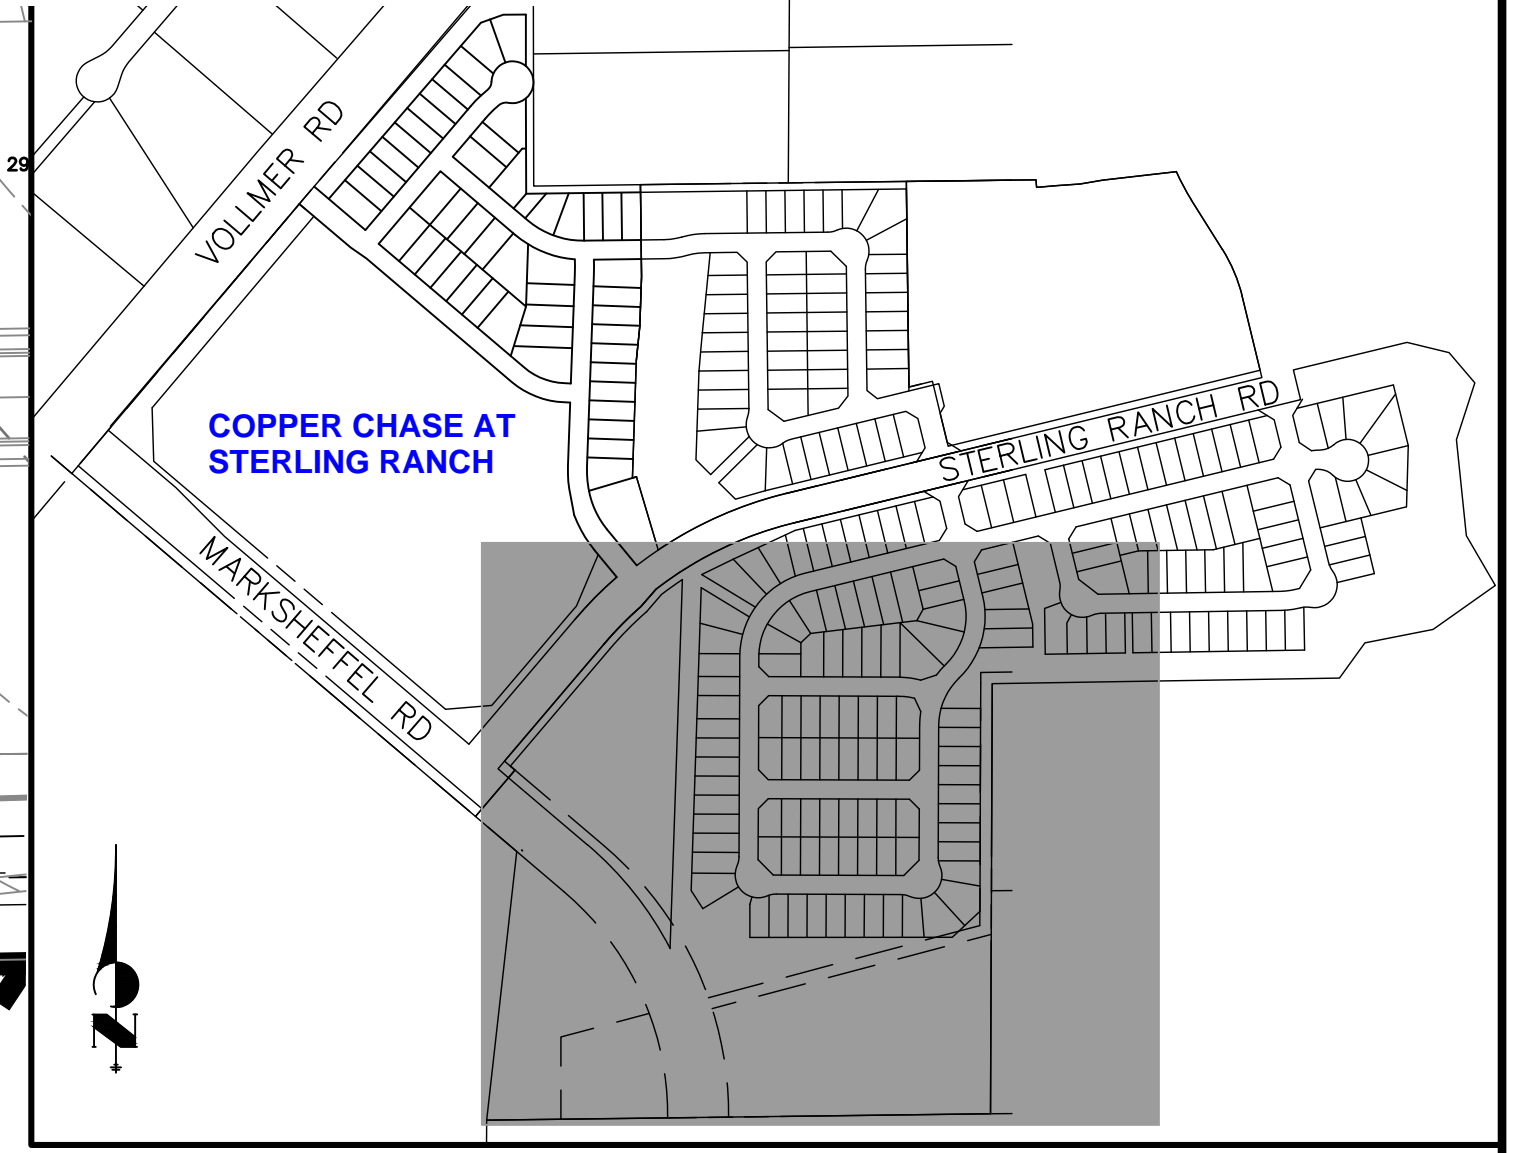 29
VOLLMER RD
COPPER CHASE AT
STERLING RANCH
STERLING RANCH RD
MARKSHEFFEL RD
N